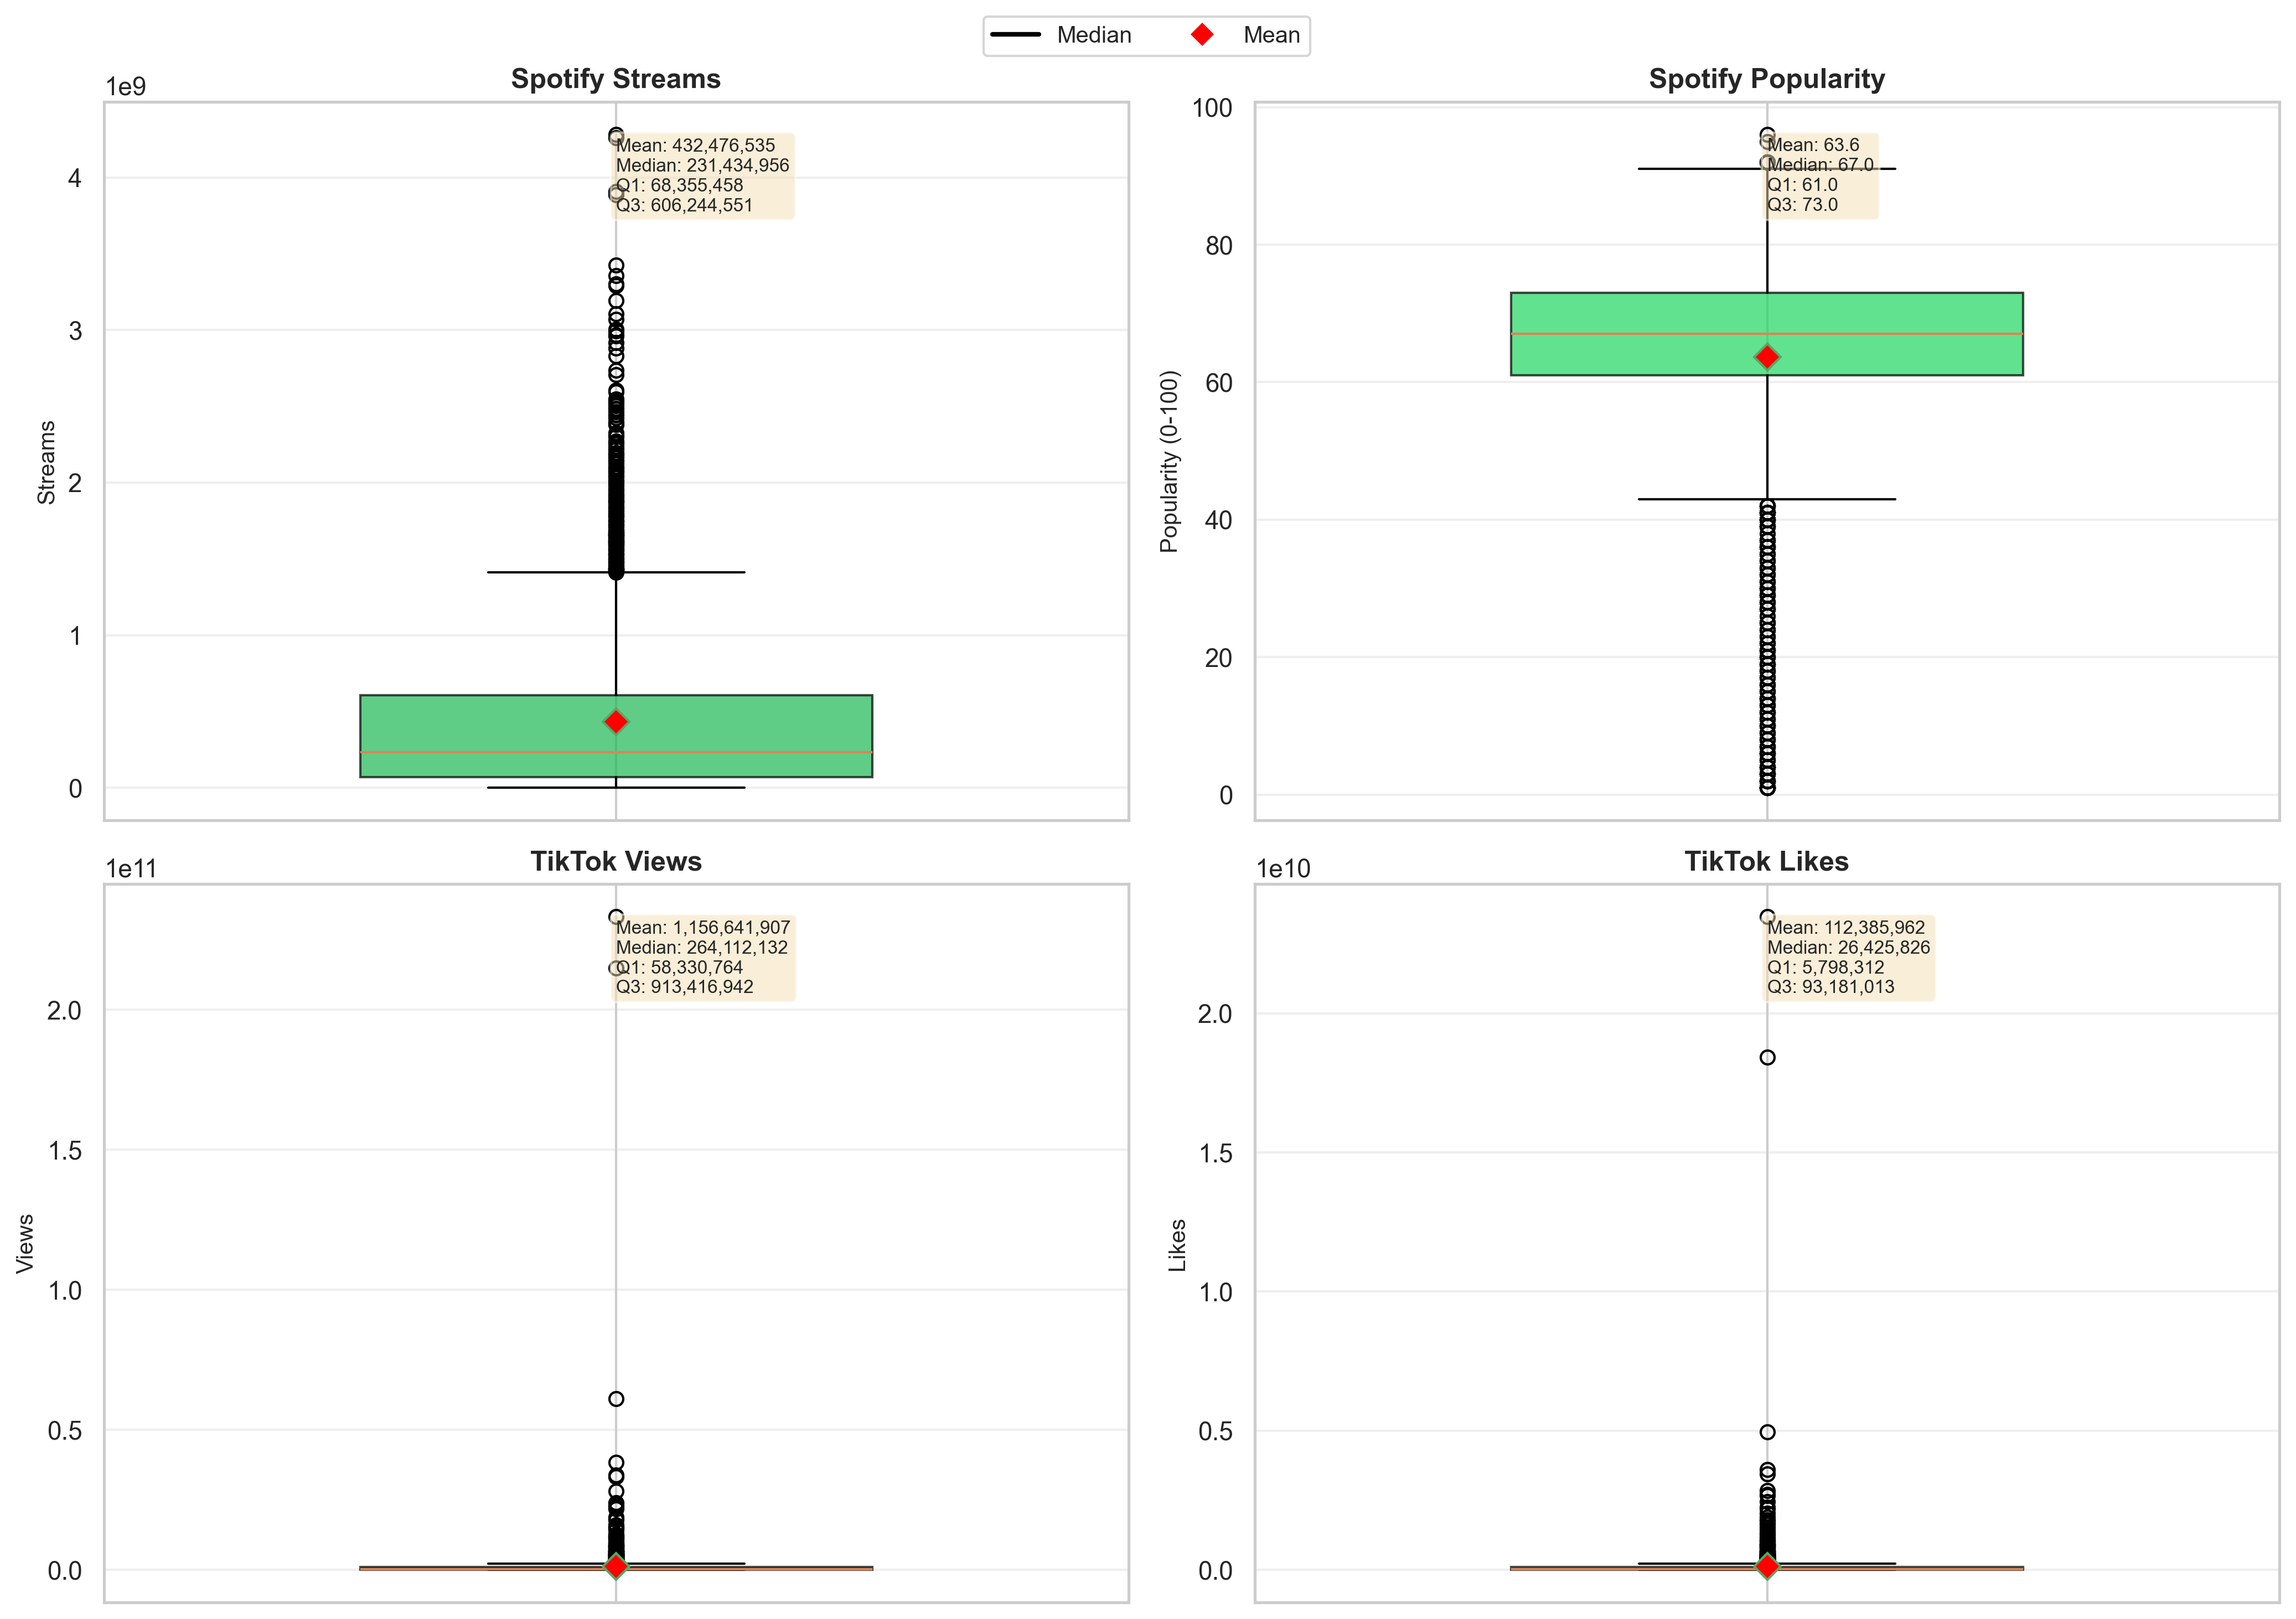 Median Mean
Spotify Streams
1e9
4
3
2
1
0
Streams
Mean: 432,476,535
Median: 231,434,956
Q1: 68,355,458
Q3: 606,244,551
Spotify Popularity
100
80
60
40
20
0
Popularity (0-100)
Mean: 63.6
Median: 67.0
Q1: 61.0
Q3: 73.0
TikTok Views
1e11
2.0
1.5
1.0
0.5
0.0
Views
Mean: 1,156,641,907
Median: 264,112,132
Q1: 58,330,764
Q3: 913,416,942
TikTok Likes
1e10
2.0
1.5
1.0
0.5
0.0
Likes
Mean: 112,385,962
Median: 26,425,826
Q1: 5,798,312
Q3: 93,181,013